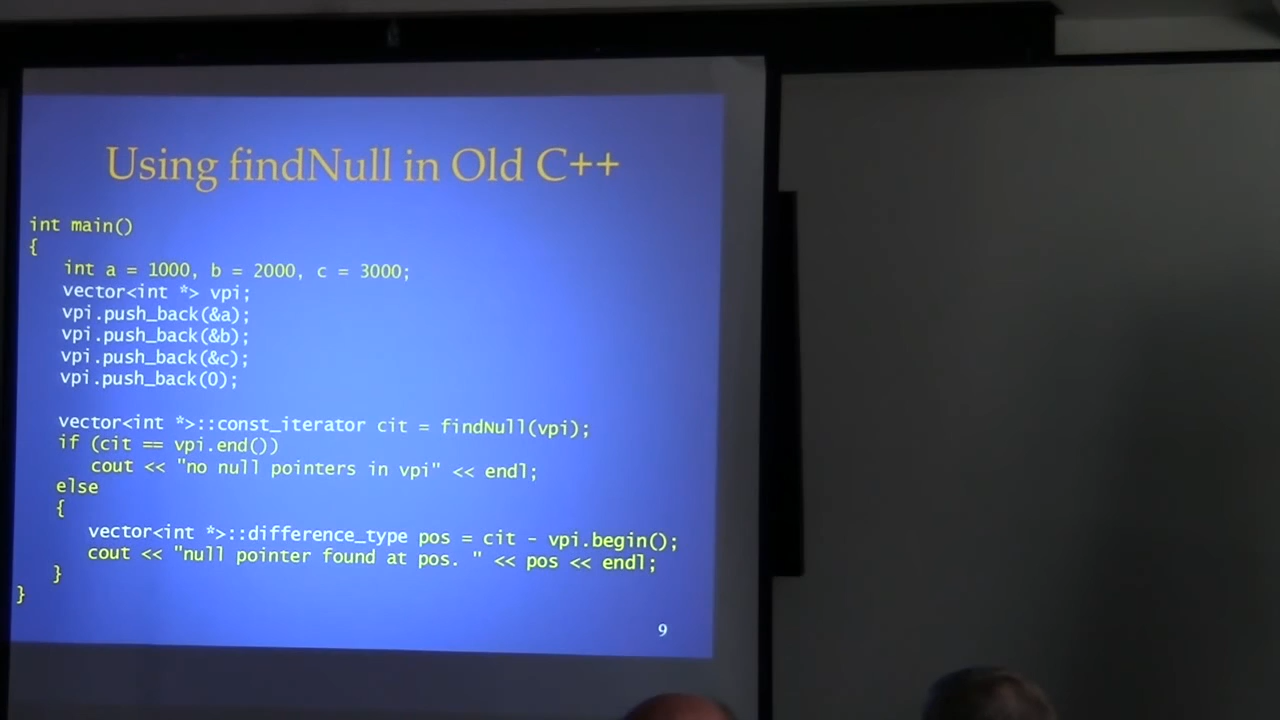 Using findNull in Old C++
int main()
{
int a = 1000, b = 2000, c = 3000;
vector<int *> vpi;
vpi.push_back(&a);
vpi.push_back(&b);
vpi.push_back(&c);
vpi.push_back(0);
vector<int *>::const_iterator cit = findNull(vpi);
if (cit == vpi.end())
cout << "no null pointers in vpi" << endl;
else
{
vector<int *>::difference_type pos = cit - vpi.begin();
cout << "null pointer found at pos. " << pos << endl;
}
}
9